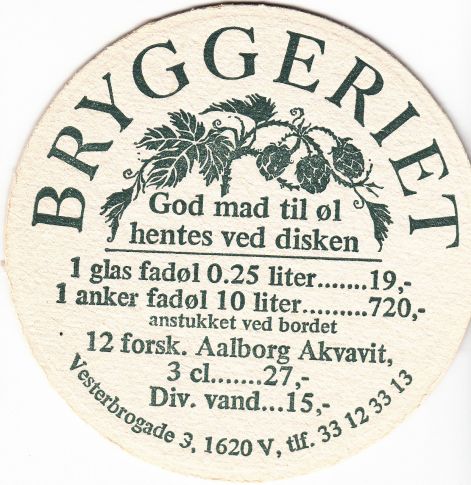 BRYGGERIET
God mad til øl
hentes ved disken
1 glas fadøl 0.25 liter.......19,-
1 anker fadøl 10 liter.........720,-
anstukket ved bordet
12 forsk. Aalborg Akvavit,
3 cl.......27,-
Div. vand...15,-
Vesterbrogade 3, 1620 V, tlf. 33 12 33 13